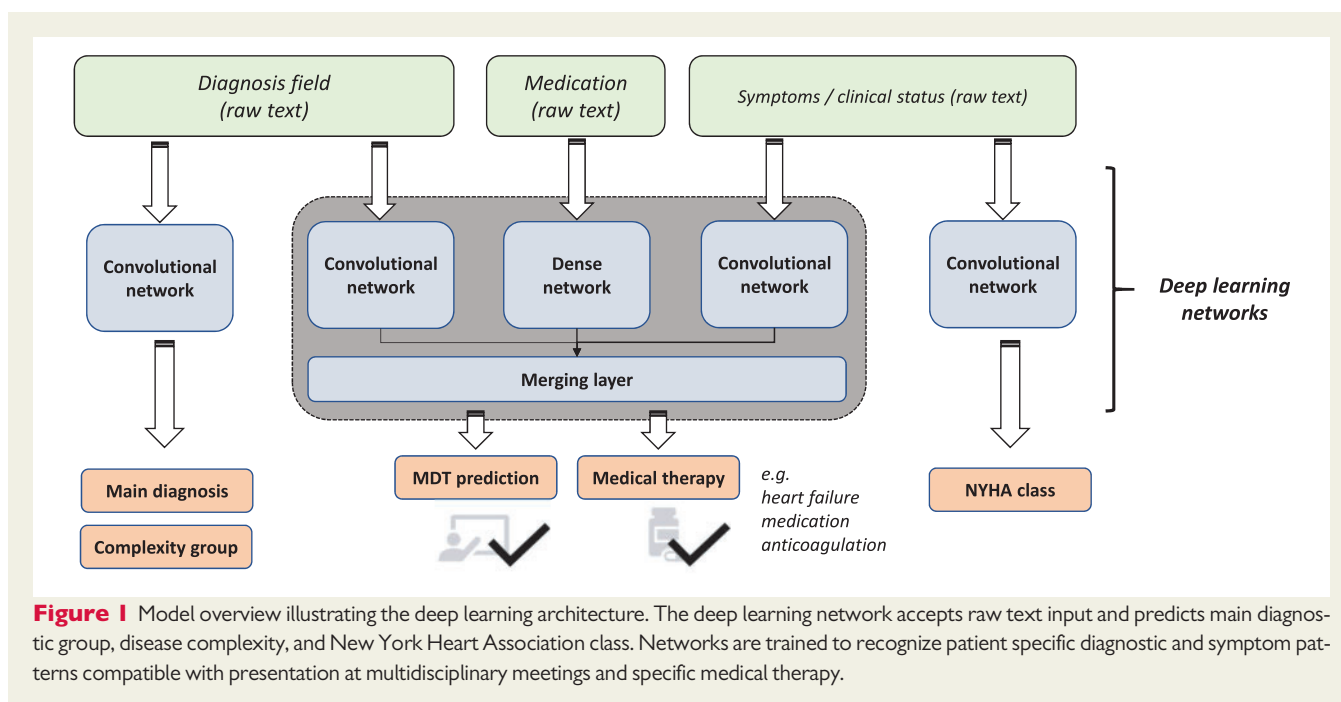 Diagnosis field
(raw text)
Medication
(raw text)
Symptoms / clinical status (raw text)
Convolutional
network
Convolutional
network
Dense
network
Convolutional
network
Convolutional
network
Deep learning
networks
Merging layer
Main diagnosis
Complexity group
MDT prediction
Medical therapy
e.g.
heart failure
medication
anticoagulation
NYHA class
Figure 1 Model overview illustrating the deep learning architecture. The deep learning network accepts raw text input and predicts main diagnos-
tic group, disease complexity, and New York Heart Association class. Networks are trained to recognize patient specific diagnostic and symptom pat-
terns compatible with presentation at multidisciplinary meetings and specific medical therapy.